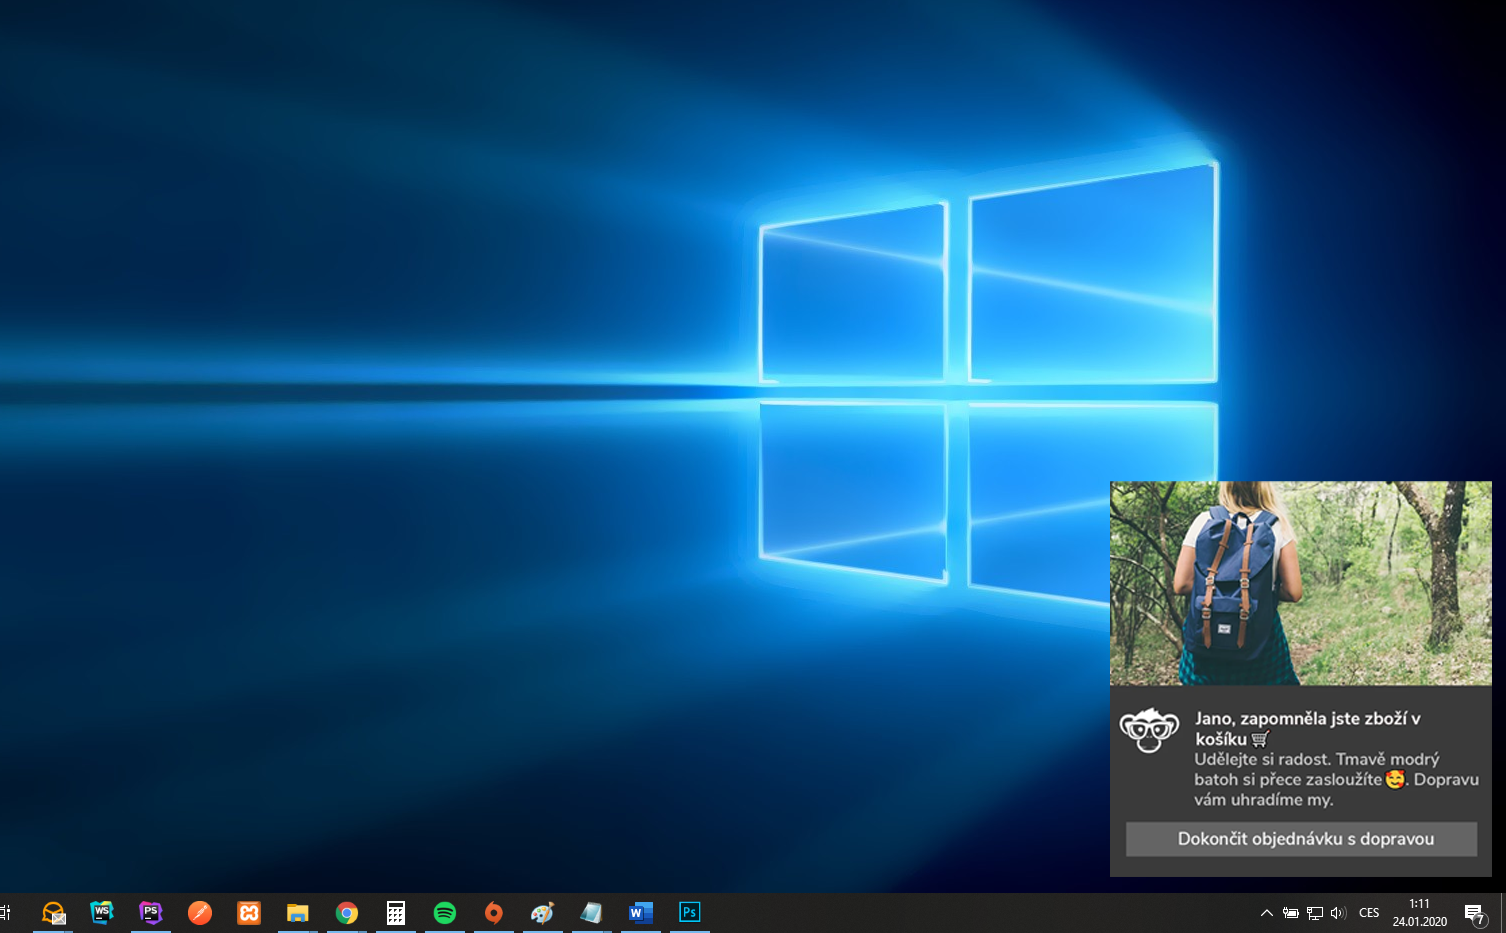 Jano, zapomněla jste zboží v
košíku🛒
Udělejte si radost. Tmavě modrý
batoh si přece zasloužíte🥰. Dopravu
vám uhradíme my.
Dokončit objednávku s dopravou
WS
PS
W
Ps
CES
1:11
24.01.2020
7